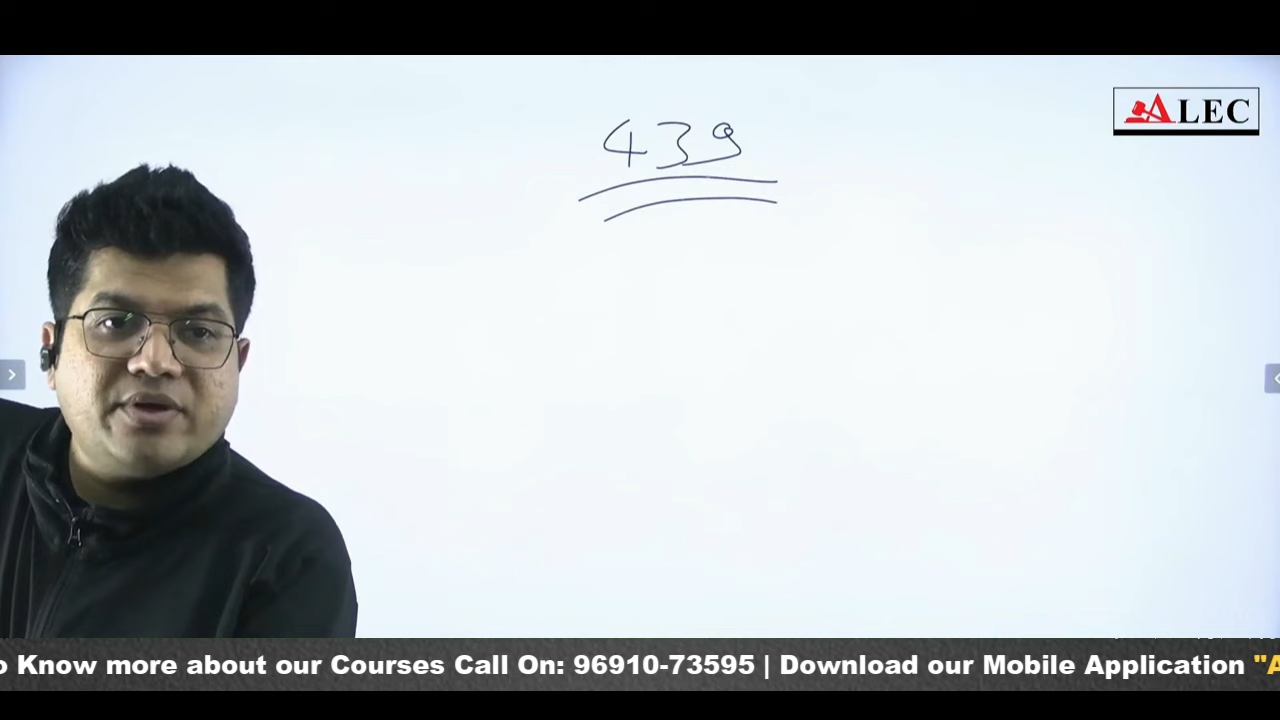 439
ALEC
o Know more about our Courses Call On: 96910-73595 | Download our Mobile Application "A